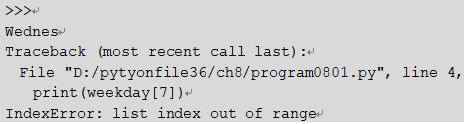 >>>↵
Wednes↵
Traceback (most recent call last):↵
  File "D:/pytyonfile36/ch8/program0801.py", line 4,
    print(weekday[7])↵
IndexError: list index out of range↵